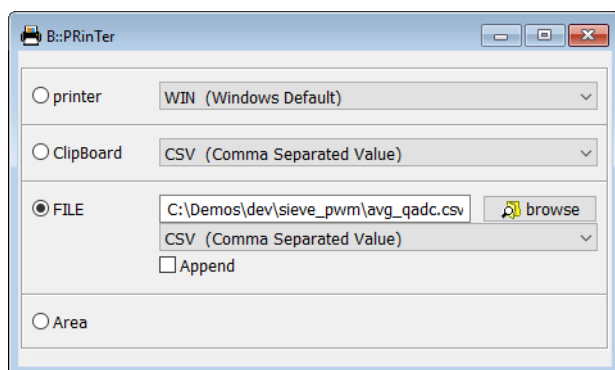 B::PRinTer
printer WIN (Windows Default)
ClipBoard CSV (Comma Separated Value)
FILE C:\Demos\dev\sieve_pwm\avg_qadc.csv browse
CSV (Comma Separated Value)
Append
Area